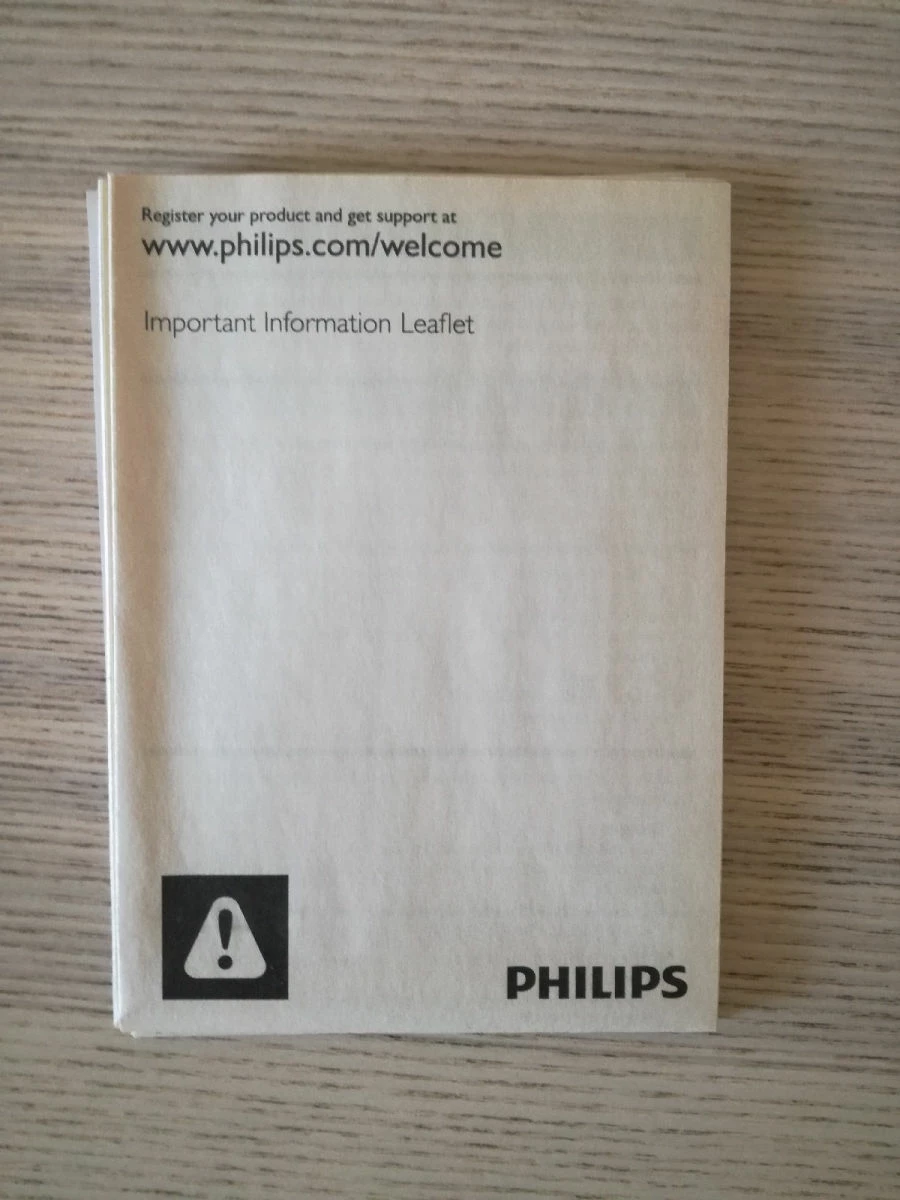 Register your product and get support at
www.philips.com/welcome
Important Information Leaflet
PHILIPS